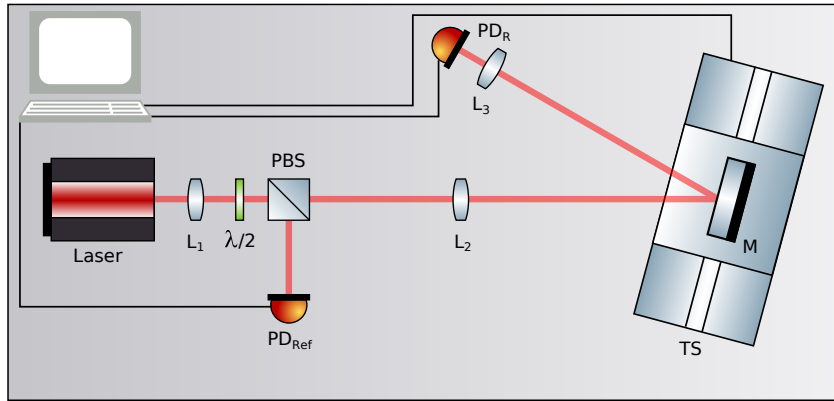 PD_R
L_3
PBS
Laser
L_1
λ/2
L_2
M
PD_Ref
TS